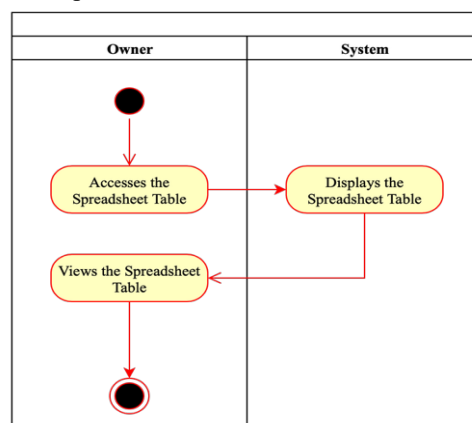 Owner
System
Accesses the
Spreadsheet Table
Displays the
Spreadsheet Table
Views the Spreadsheet
Table